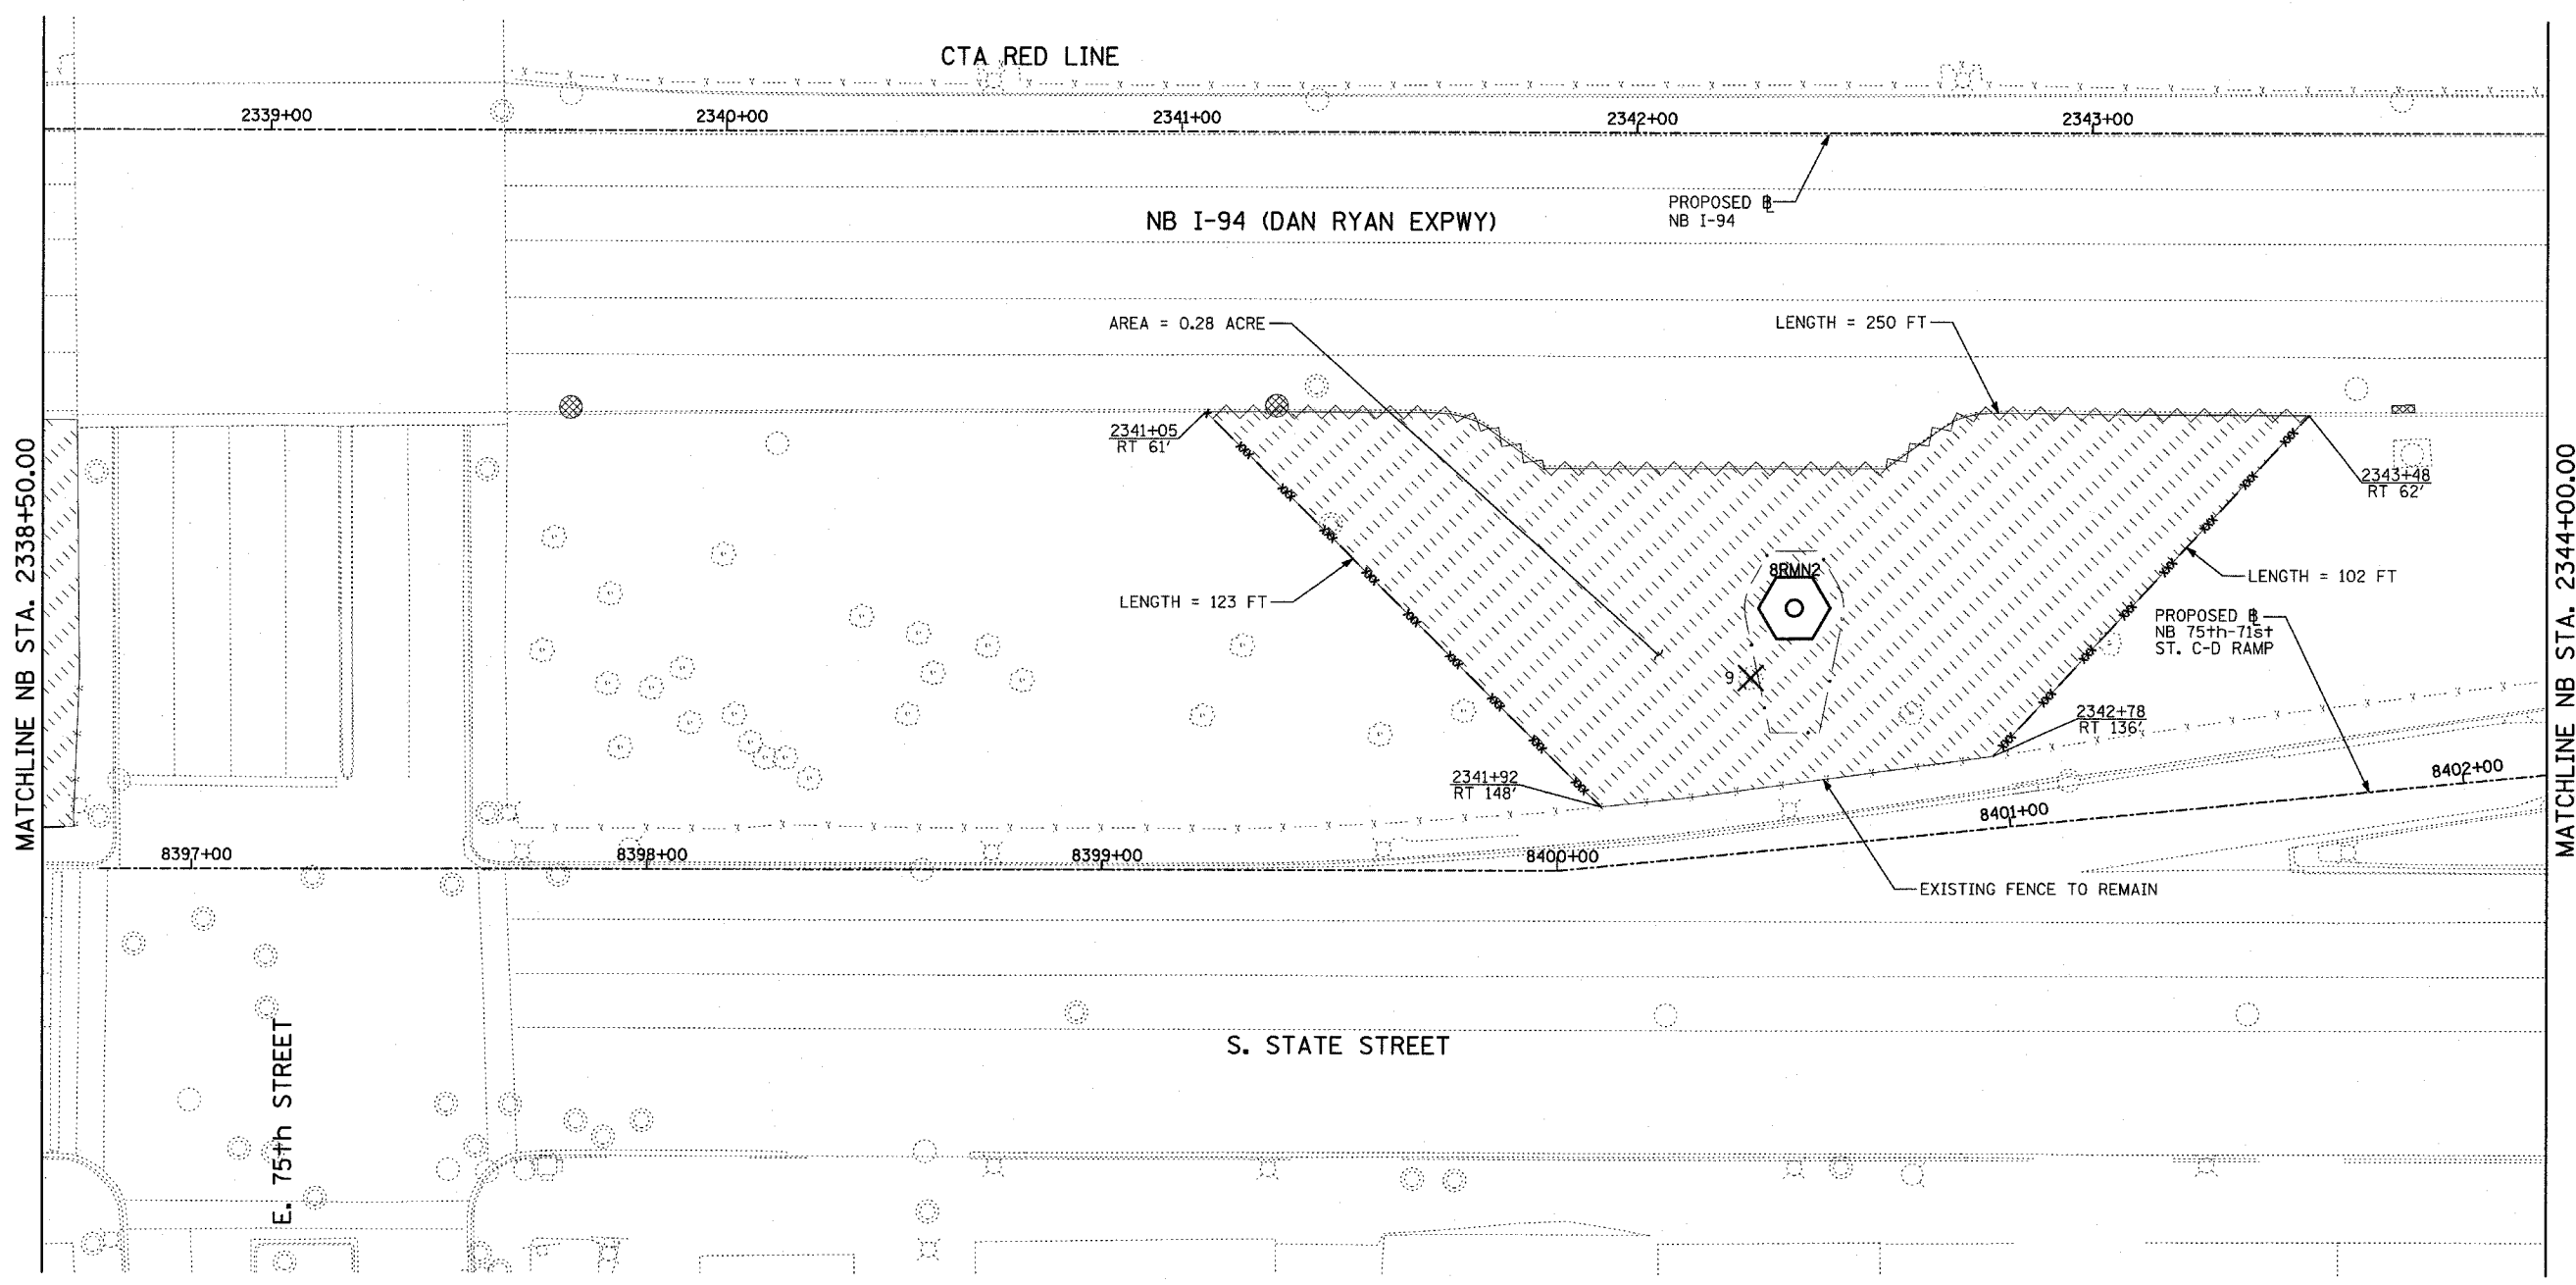 CTA RED LINE
2339+00
2340+00
2341+00
2342+00
2343+00
PROPOSED ℄
NB I-94
NB I-94 (DAN RYAN EXPWY)
AREA = 0.28 ACRE
LENGTH = 250 FT
2341+05
RT 61'
2343+48
RT 62'
MATCHLINE NB STA. 2338+50.00
MATCHLINE NB STA. 2344+00.00
8RMN2
LENGTH = 123 FT
LENGTH = 102 FT
PROPOSED ℄
NB 75th-71st
ST. C-D RAMP
9
2342+78
RT 136'
2341+92
RT 148'
8402+00
8401+00
8397+00
8398+00
8399+00
8400+00
EXISTING FENCE TO REMAIN
E. 75th STREET
S. STATE STREET